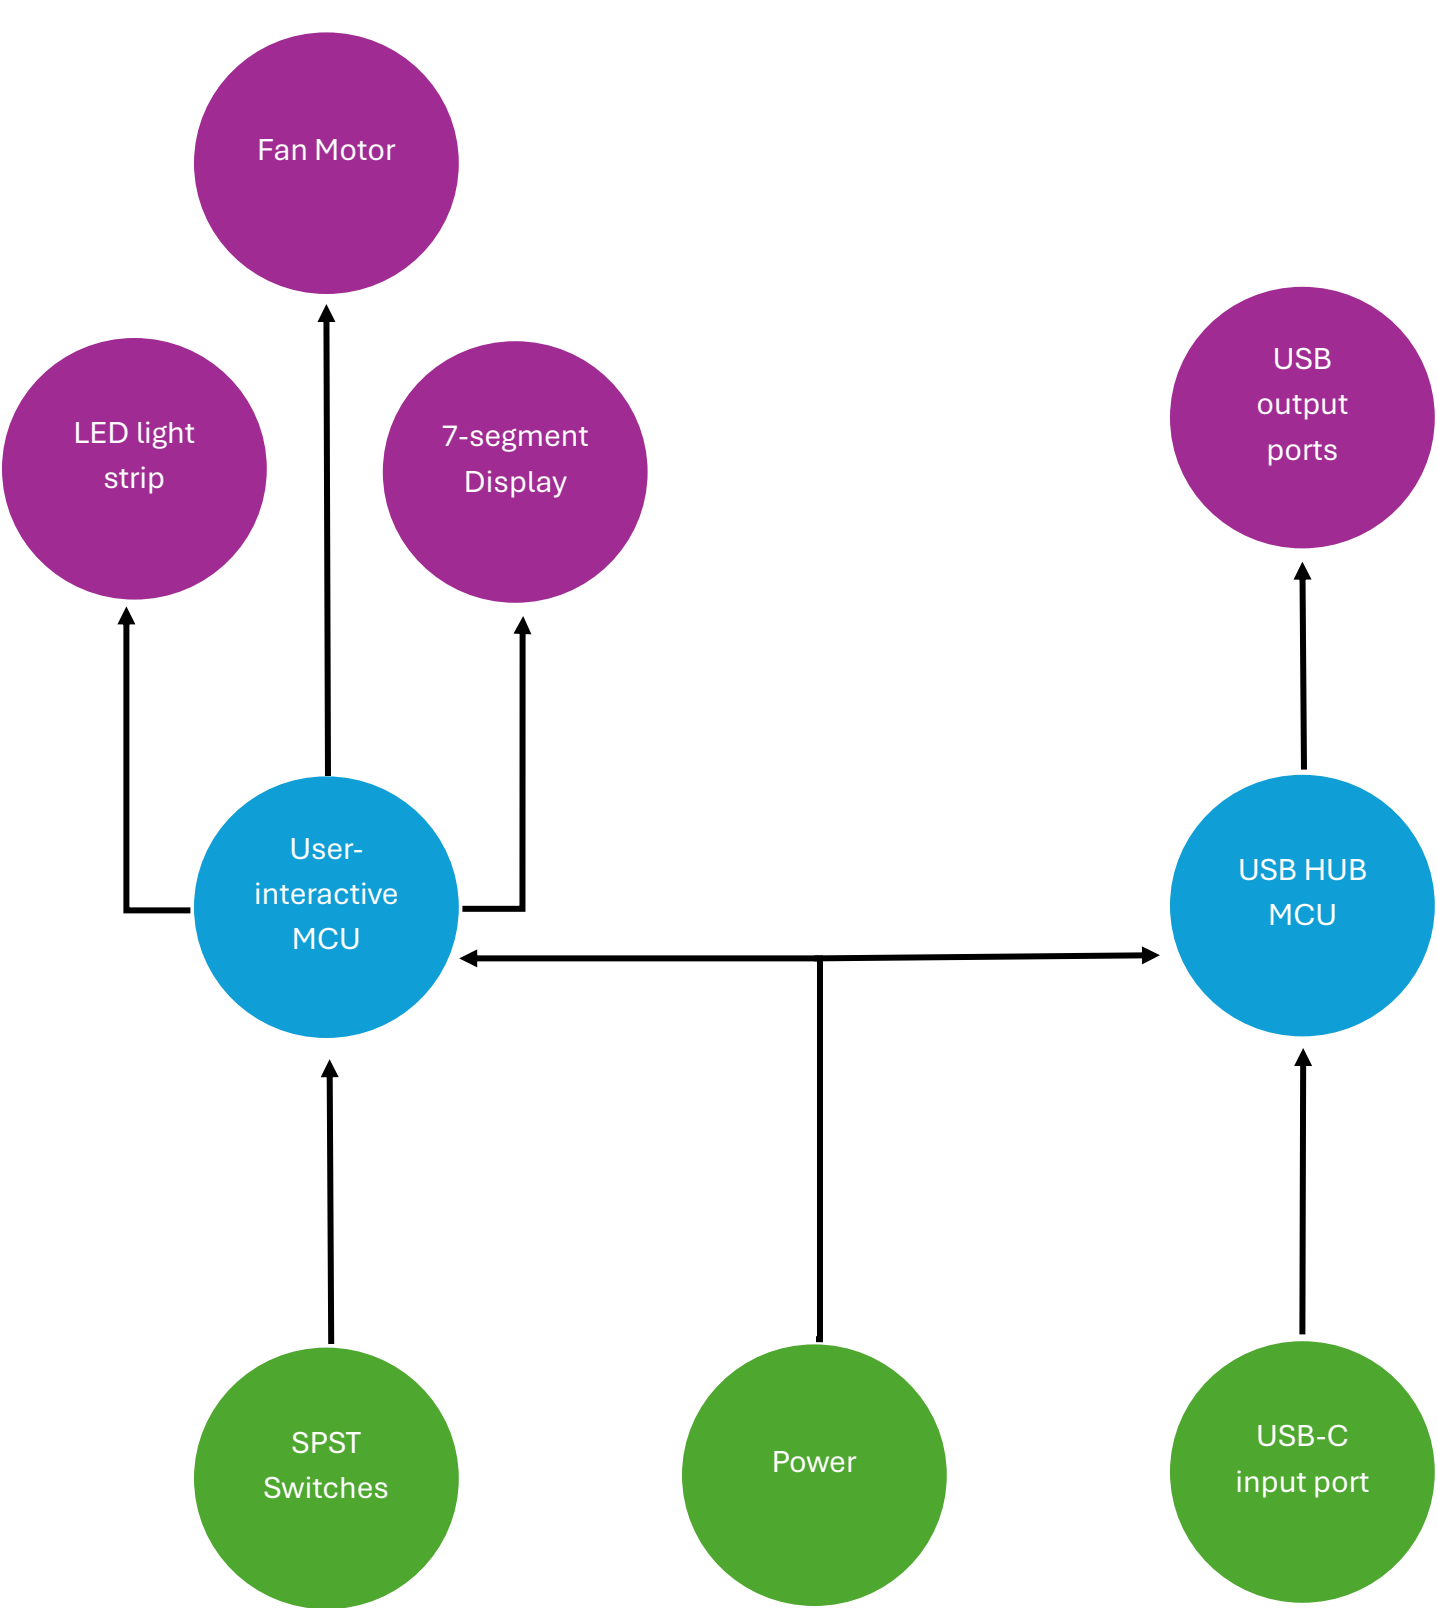 Fan Motor
LED light
strip
7-segment
Display
USB
output
ports
User-
interactive
MCU
USB HUB
MCU
SPST
Switches
Power
USB-C
input port